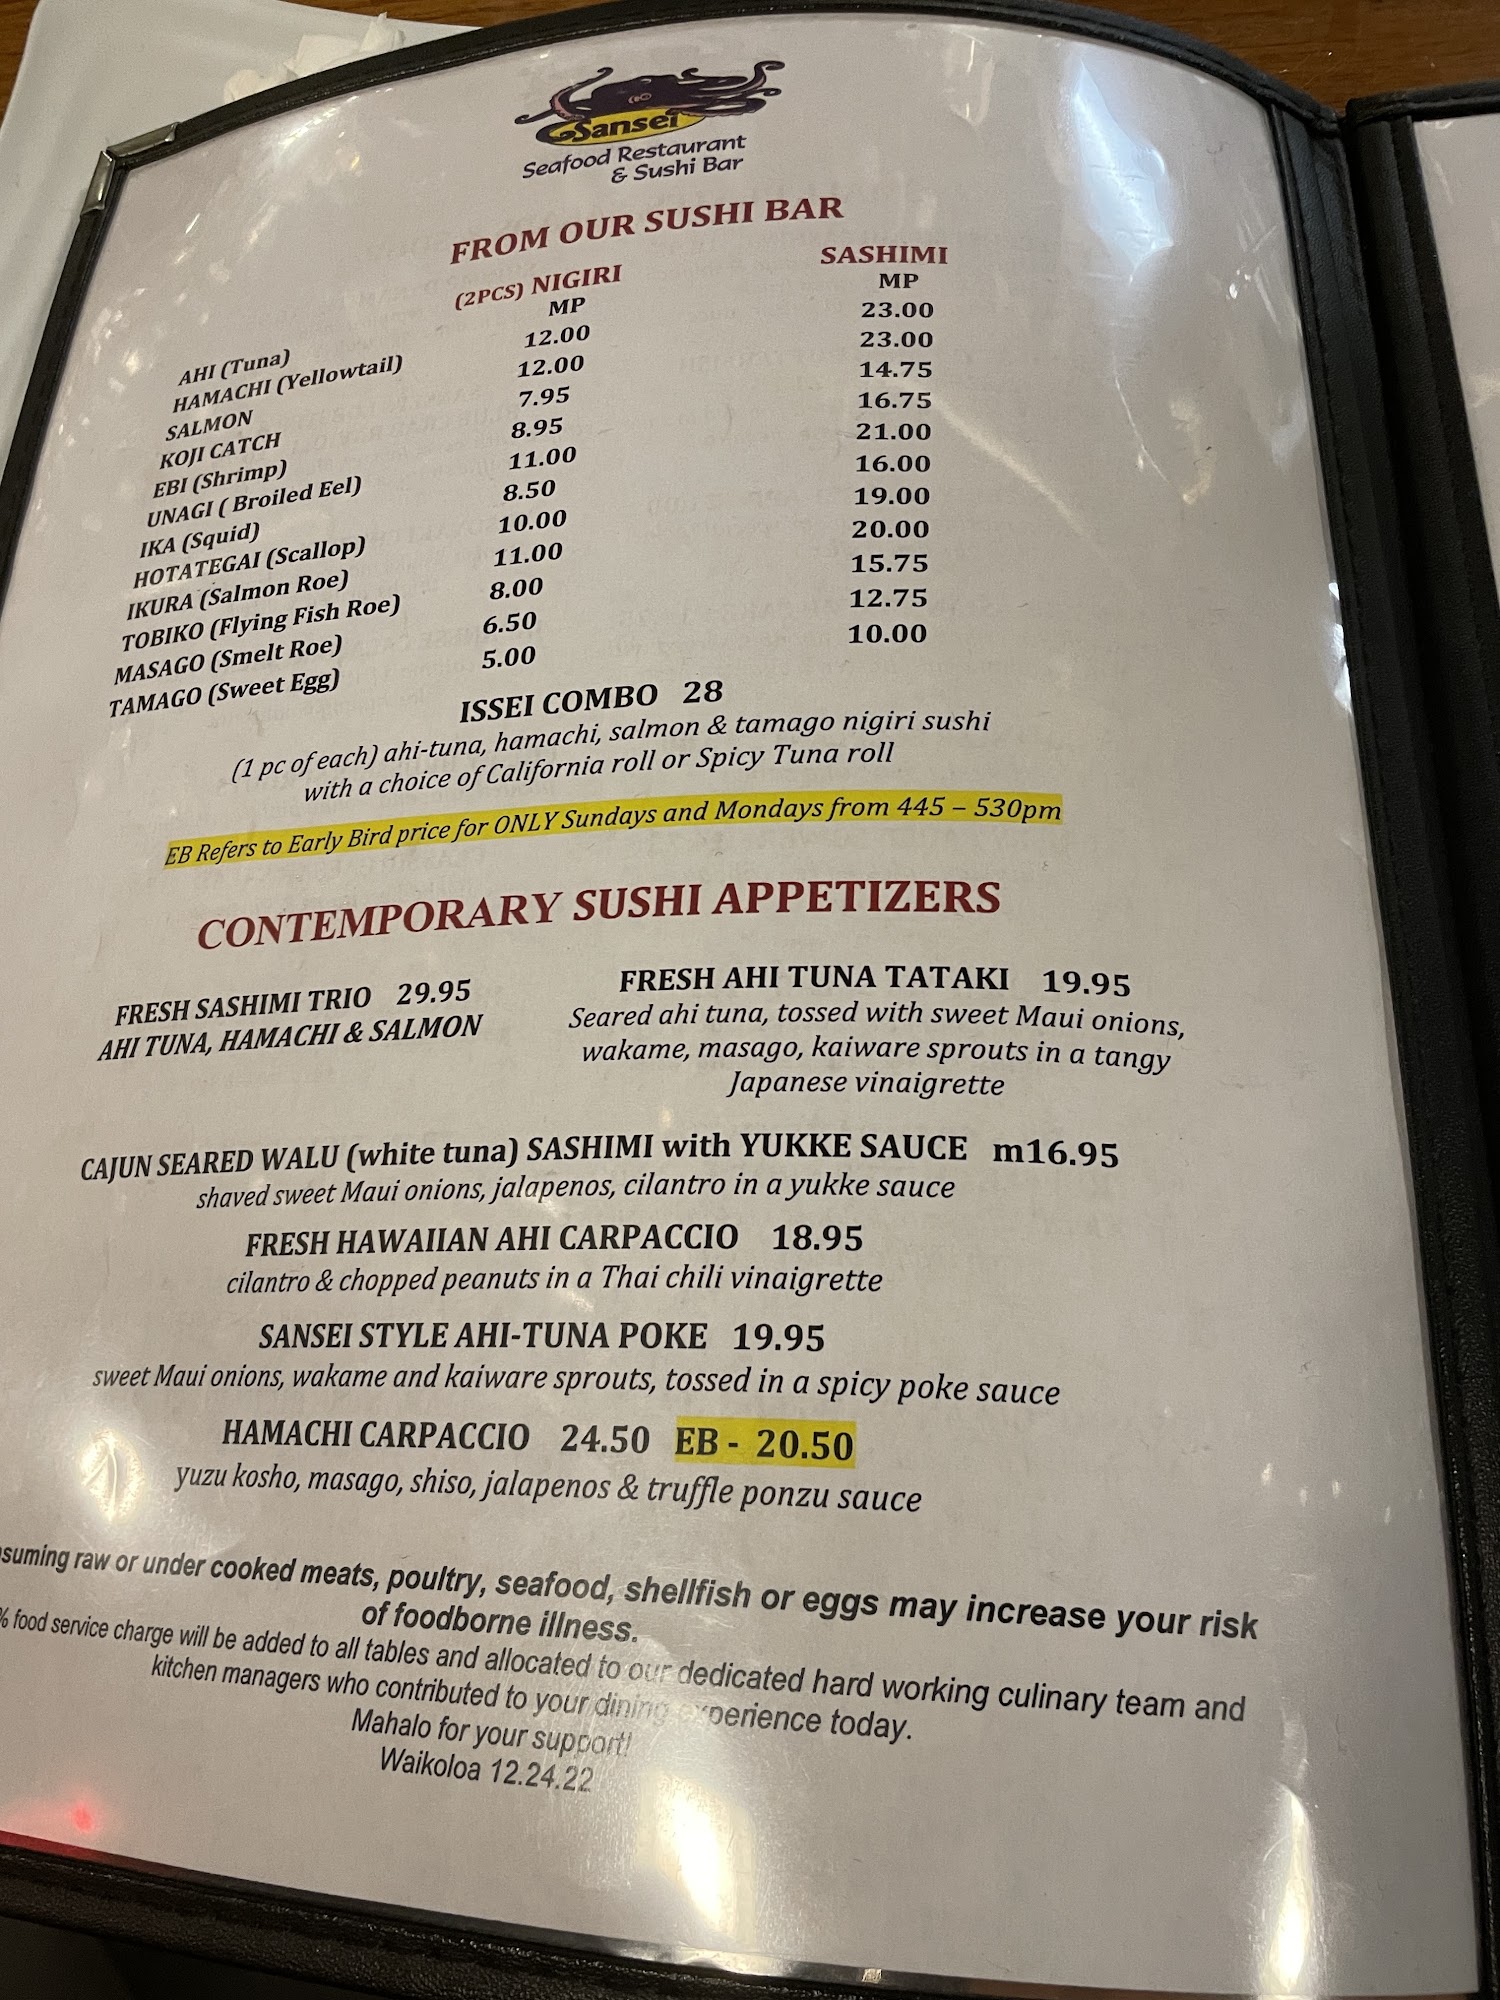 Sansei
Seafood Restaurant
& Sushi Bar
FROM OUR SUSHI BAR
(2PCS) NIGIRI SASHIMI
AHI (Tuna) MP MP
HAMACHI (Yellowtail) 12.00 23.00
SALMON 12.00 23.00
KOJI CATCH 7.95 14.75
EBI (Shrimp) 8.95 16.75
UNAGI ( Broiled Eel) 11.00 21.00
IKA (Squid) 8.50 16.00
HOTATEGAI (Scallop) 10.00 19.00
IKURA (Salmon Roe) 11.00 20.00
TOBIKO (Flying Fish Roe) 8.00 15.75
MASAGO (Smelt Roe) 6.50 12.75
TAMAGO (Sweet Egg) 5.00 10.00
ISSEI COMBO 28
(1 pc of each) ahi-tuna, hamachi, salmon & tamago nigiri sushi
with a choice of California roll or Spicy Tuna roll
EB Refers to Early Bird price for ONLY Sundays and Mondays from 445 – 530pm
CONTEMPORARY SUSHI APPETIZERS
FRESH SASHIMI TRIO 29.95
AHI TUNA, HAMACHI & SALMON
FRESH AHI TUNA TATAKI 19.95
Seared ahi tuna, tossed with sweet Maui onions,
wakame, masago, kaiware sprouts in a tangy
Japanese vinaigrette
CAJUN SEARED WALU (white tuna) SASHIMI with YUKKE SAUCE m16.95
shaved sweet Maui onions, jalapenos, cilantro in a yukke sauce
FRESH HAWAIIAN AHI CARPACCIO 18.95
cilantro & chopped peanuts in a Thai chili vinaigrette
SANSEI STYLE AHI-TUNA POKE 19.95
sweet Maui onions, wakame and kaiware sprouts, tossed in a spicy poke sauce
HAMACHI CARPACCIO 24.50 EB - 20.50
yuzu kosho, masago, shiso, jalapenos & truffle ponzu sauce
suming raw or under cooked meats, poultry, seafood, shellfish or eggs may increase your risk
of foodborne illness.
% food service charge will be added to all tables and allocated to our dedicated hard working culinary team and
kitchen managers who contributed to your dining experience today.
Mahalo for your support!
Waikoloa 12.24.22